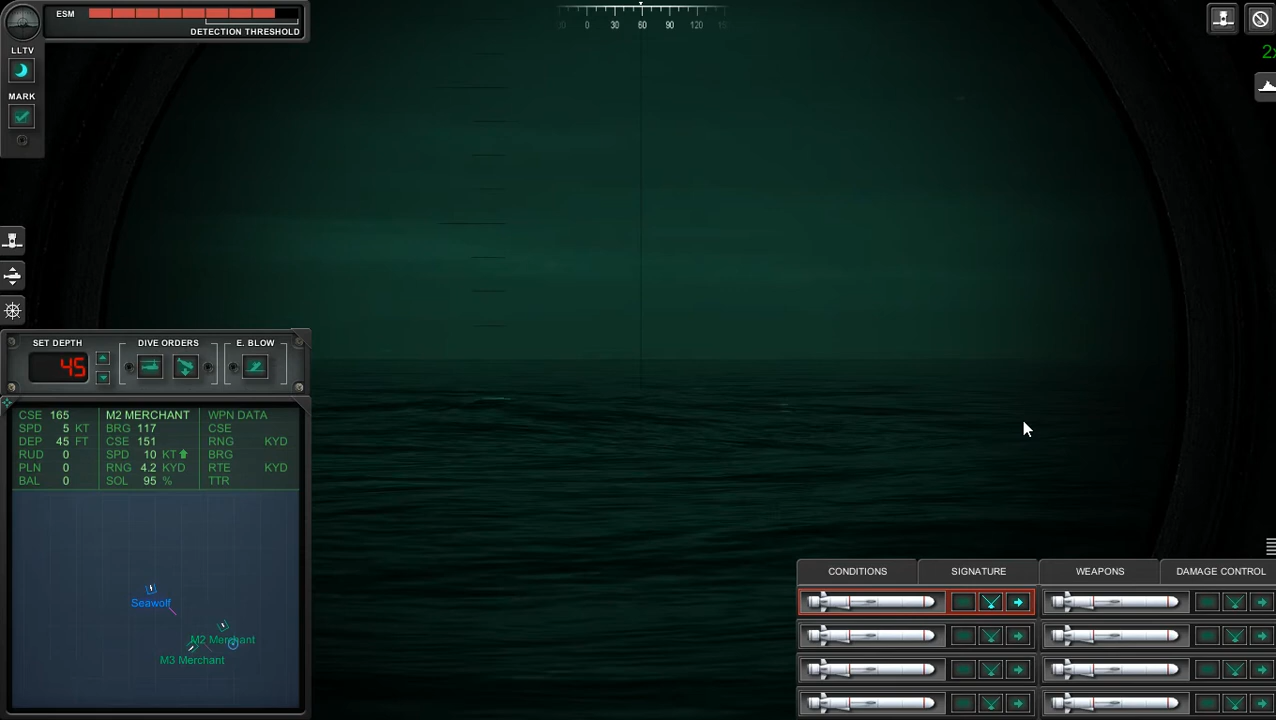 ESM
DETECTION THRESHOLD
0 30 60 90 120
LLTV
MARK
SET DEPTH
DIVE ORDERS
E. BLOW
45
CSE 165
SPD 5 KT
DEP 45 FT
RUD 0
PLN 0
BAL 0
M2 MERCHANT
BRG 117
CSE 151
SPD 10 KT
RNG 4.2 KYD
SOL 95 %
WPN DATA
CSE
RNG KYD
BRG
RTE KYD
TTR
Seawolf
M2 Merchant
M3 Merchant
CONDITIONS
SIGNATURE
WEAPONS
DAMAGE CONTROL